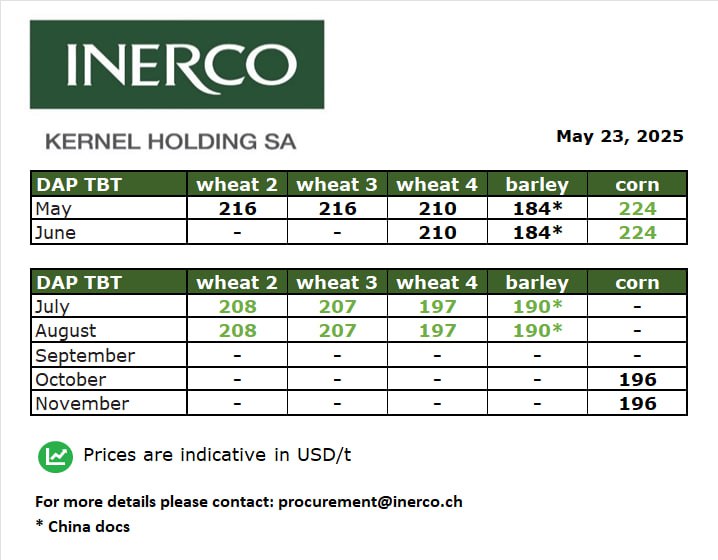 INERCO
KERNEL HOLDING SA
May 23, 2025
DAP TBT wheat 2 wheat 3 wheat 4 barley corn
May 216 216 210 184* 224
June - - 210 184* 224
DAP TBT wheat 2 wheat 3 wheat 4 barley corn
July 208 207 197 190* -
August 208 207 197 190* -
September - - - - -
October - - - - 196
November - - - - 196
Prices are indicative in USD/t
For more details please contact: procurement@inerco.ch
* China docs